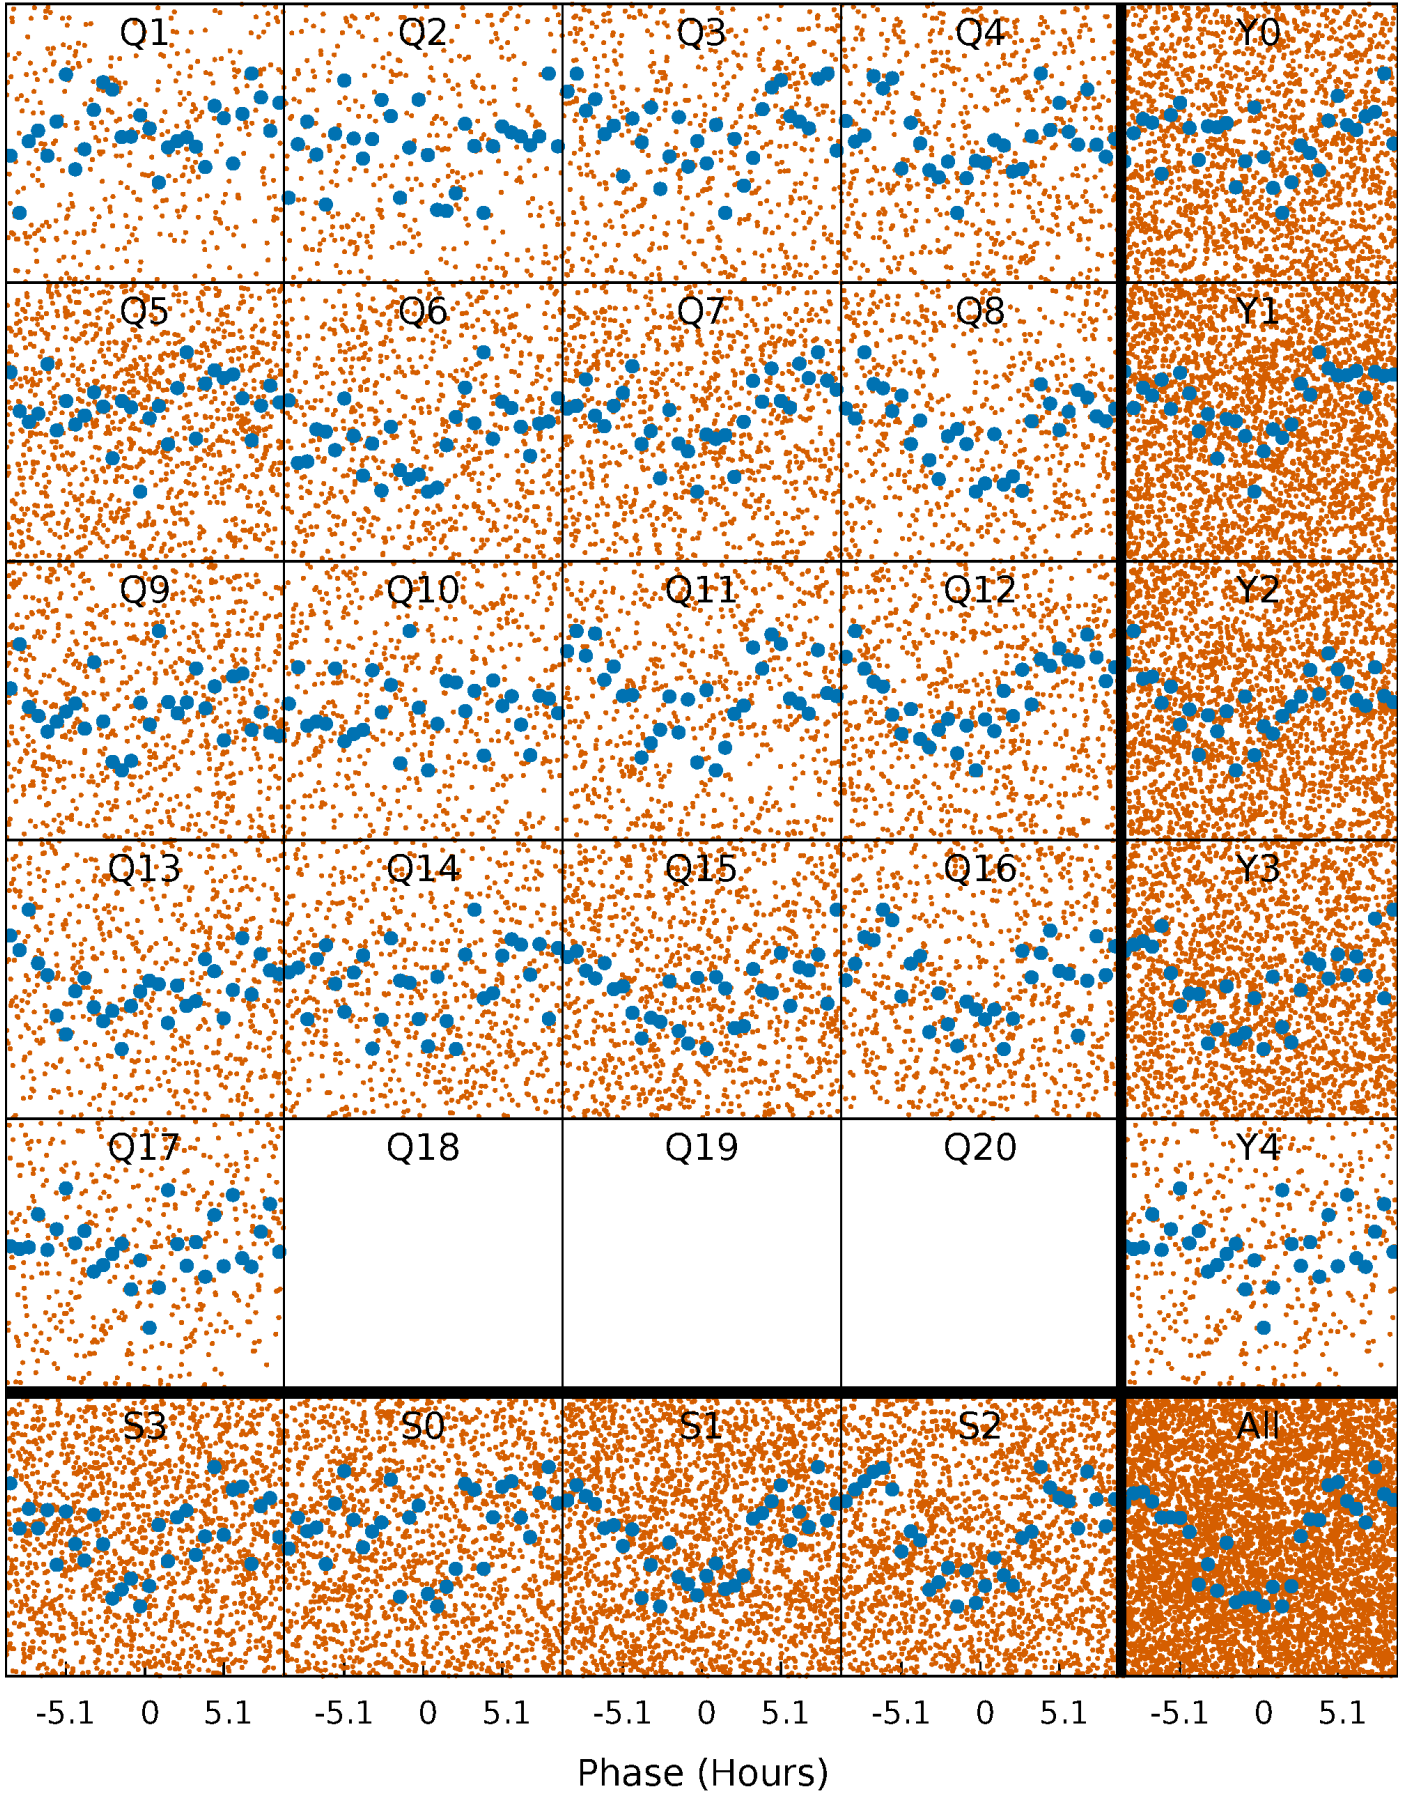 Q1 Q2 Q3 Q4 Y0
Q5 Q6 Q7 Q8 Y1
Q9 Q10 Q11 Q12 Y2
Q13 Q14 Q15 Q16 Y3
Q17 Q18 Q19 Q20 Y4
S3 S0 S1 S2 All
-5.1 0 5.1 -5.1 0 5.1 -5.1 0 5.1 -5.1 0 5.1 -5.1 0 5.1
Phase (Hours)